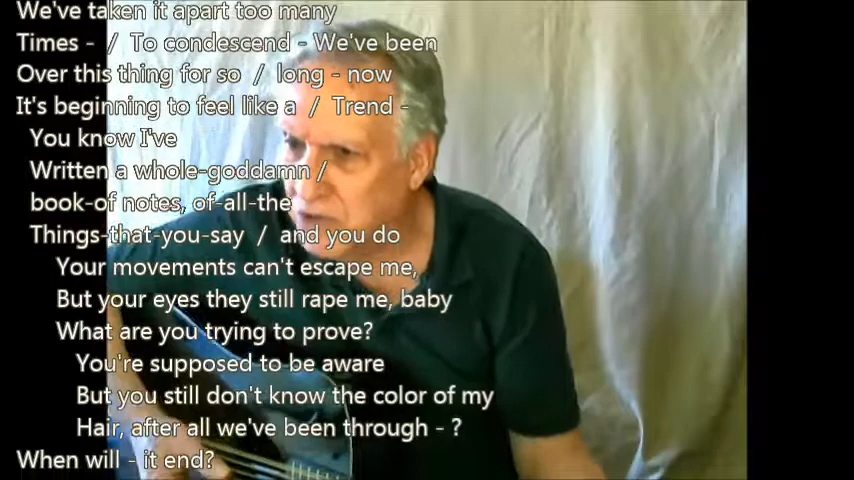 We've taken it apart too many
Times - / To condescend - We've been
Over this thing for so / long - now
It's beginning to feel like a / Trend -
You know I've
Written a whole-goddamn /
book-of notes, of-all-the
Things-that-you-say / and you do
Your movements can't escape me,
But your eyes they still rape me, baby
What are you trying to prove?
You're supposed to be aware
But you still don't know the color of my
Hair, after all we've been through - ?
When will - it end?